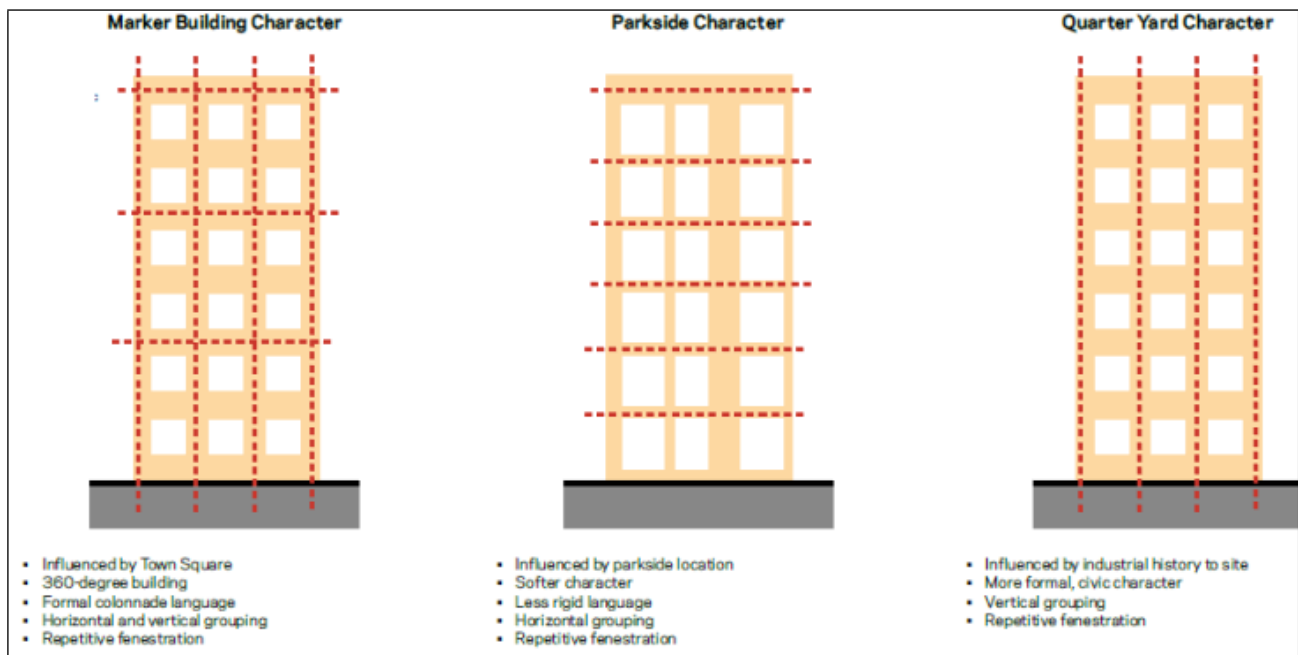 Marker Building Character
Parkside Character
Quarter Yard Character
:
▪ Influenced by Town Square
▪ 360-degree building
▪ Formal colonnade language
▪ Horizontal and vertical grouping
▪ Repetitive fenestration
▪ Influenced by parkside location
▪ Softer character
▪ Less rigid language
▪ Horizontal grouping
▪ Repetitive fenestration
▪ Influenced by industrial history to site
▪ More formal, civic character
▪ Vertical grouping
▪ Repetitive fenestration